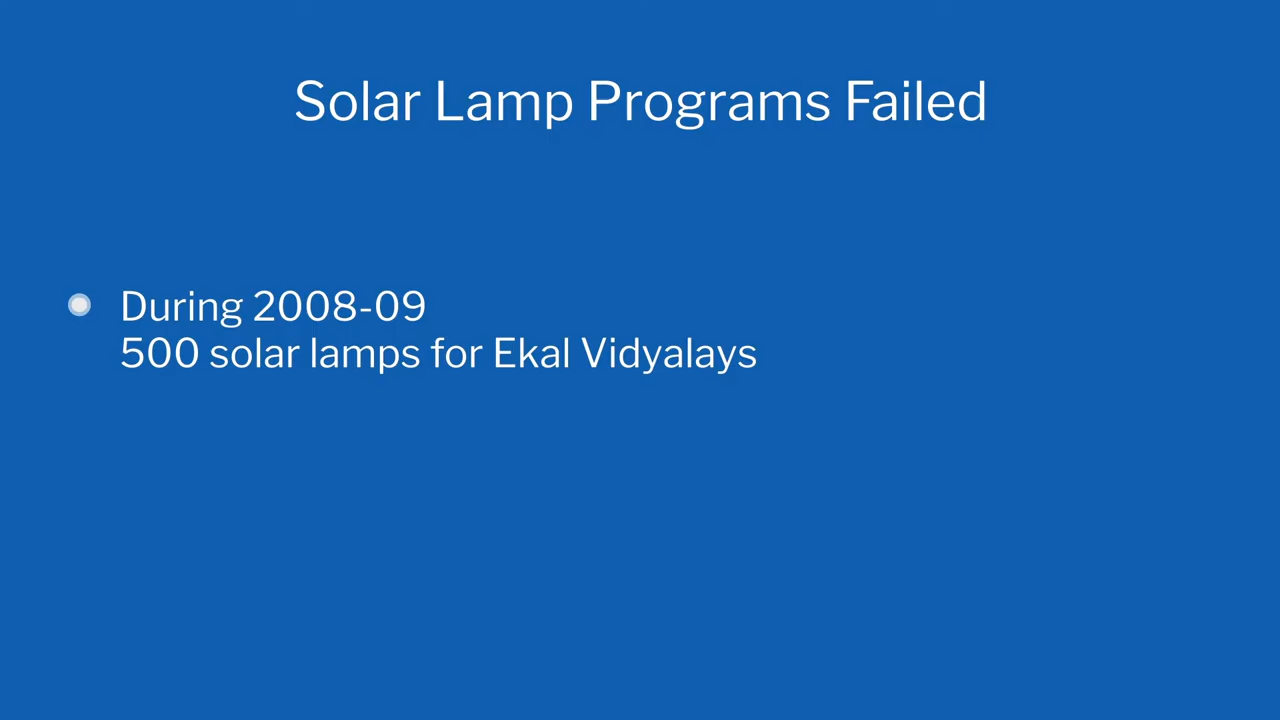 Solar Lamp Programs Failed
During 2008-09
500 solar lamps for Ekal Vidyalays